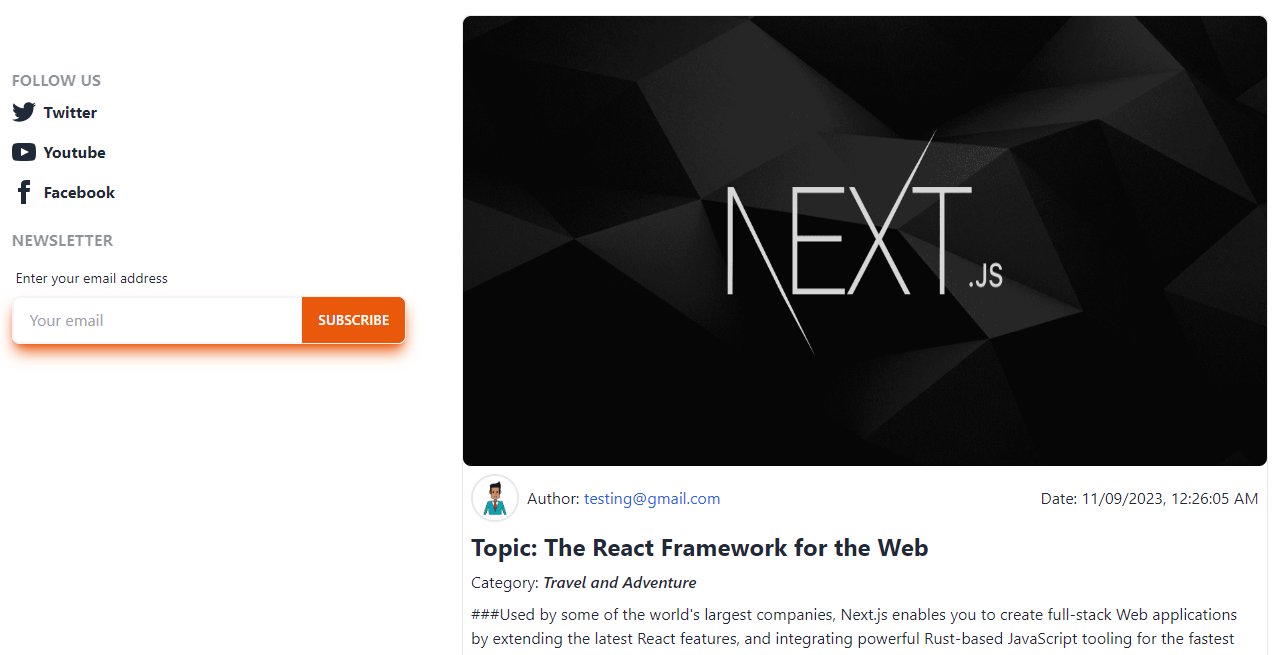 FOLLOW US
Twitter
Youtube
Facebook
NEWSLETTER
Enter your email address
Your email
SUBSCRIBE
NEXT
.JS
Author: testing@gmail.com
Date: 11/09/2023, 12:26:05 AM
Topic: The React Framework for the Web
Category: Travel and Adventure
###Used by some of the world's largest companies, Next.js enables you to create full-stack Web applications
by extending the latest React features, and integrating powerful Rust-based JavaScript tooling for the fastest